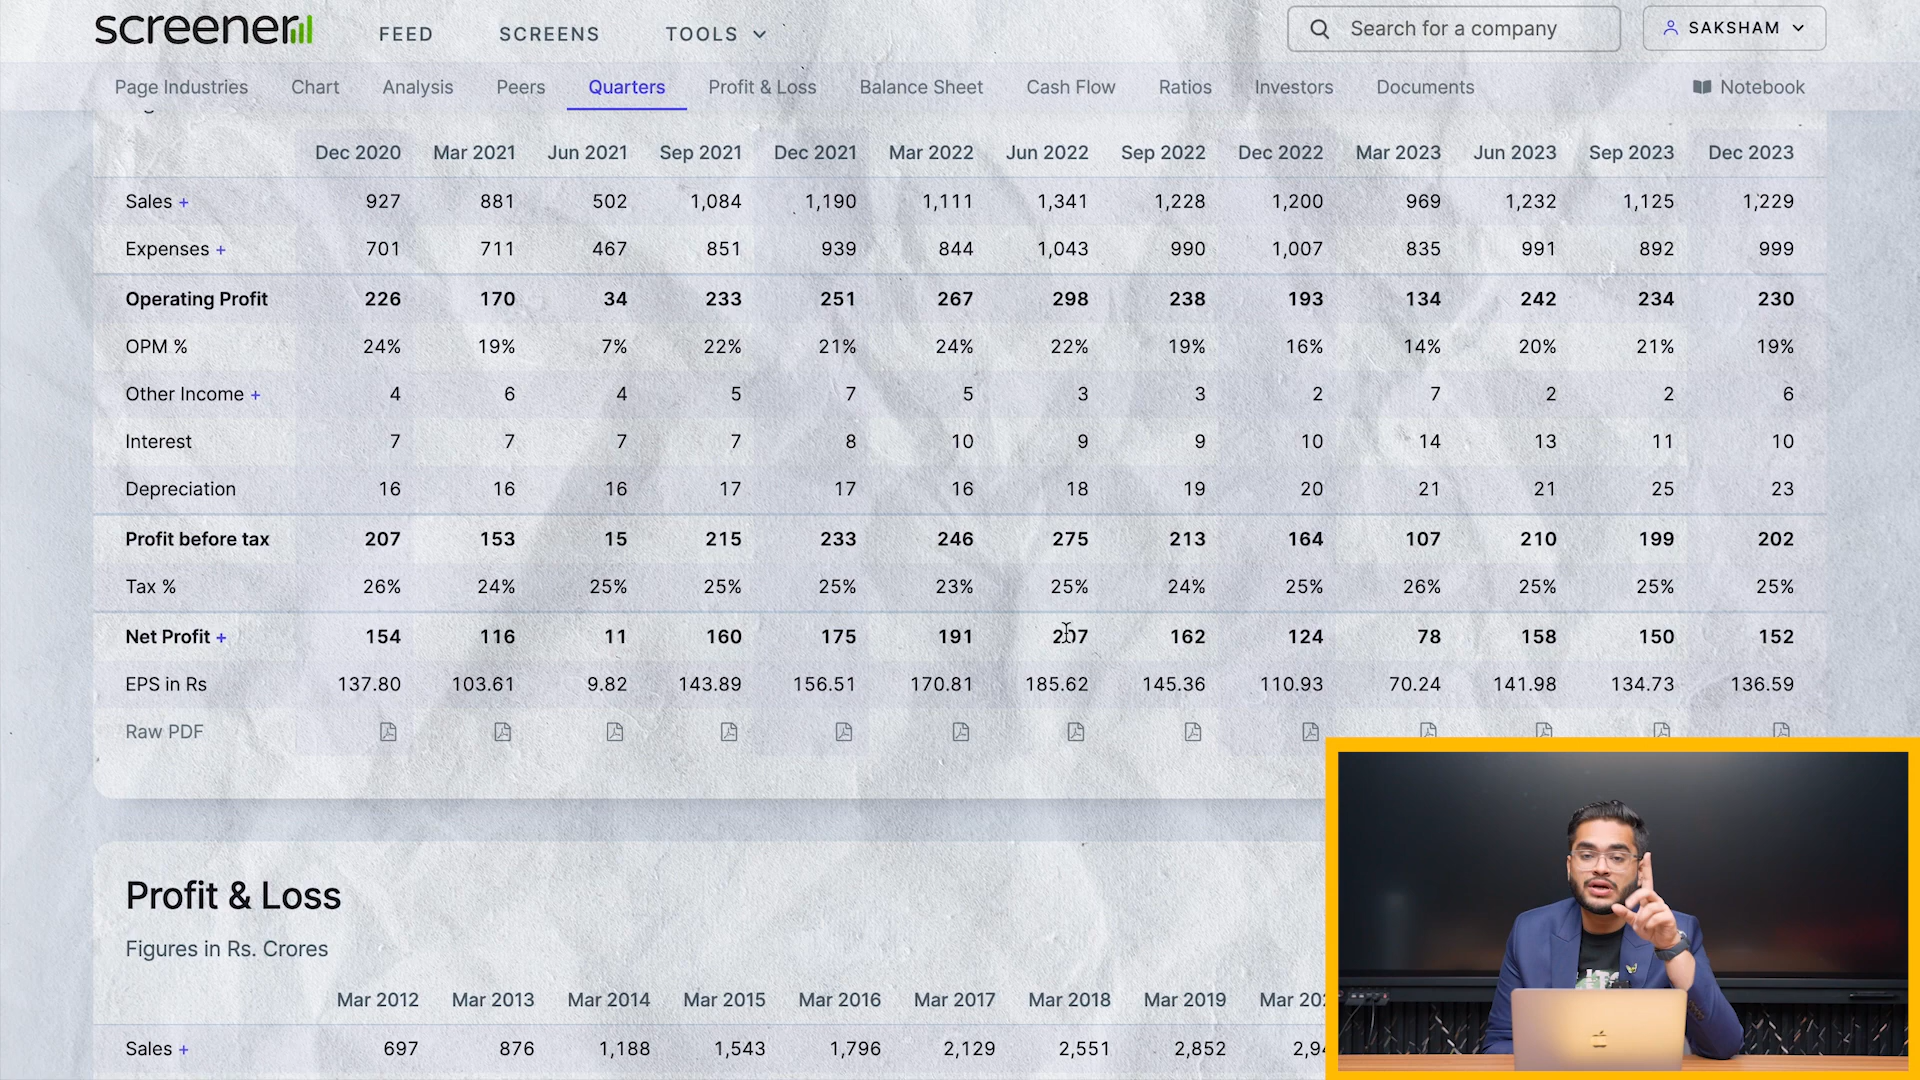 screener
FEED SCREENS TOOLS
Search for a company
SAKSHAM
Page Industries Chart Analysis Peers Quarters Profit & Loss Balance Sheet Cash Flow Ratios Investors Documents Notebook
Dec 2020 Mar 2021 Jun 2021 Sep 2021 Dec 2021 Mar 2022 Jun 2022 Sep 2022 Dec 2022 Mar 2023 Jun 2023 Sep 2023 Dec 2023
Sales + 927 881 502 1,084 1,190 1,111 1,341 1,228 1,200 969 1,232 1,125 1,229
Expenses + 701 711 467 851 939 844 1,043 990 1,007 835 991 892 999
Operating Profit 226 170 34 233 251 267 298 238 193 134 242 234 230
OPM % 24% 19% 7% 22% 21% 24% 22% 19% 16% 14% 20% 21% 19%
Other Income + 4 6 4 5 7 5 3 3 2 7 2 2 6
Interest 7 7 7 7 8 10 9 9 10 14 13 11 10
Depreciation 16 16 16 17 17 16 18 19 20 21 21 25 23
Profit before tax 207 153 15 215 233 246 275 213 164 107 210 199 202
Tax % 26% 24% 25% 25% 25% 23% 25% 24% 25% 26% 25% 25% 25%
Net Profit + 154 116 11 160 175 191 207 162 124 78 158 150 152
EPS in Rs 137.80 103.61 9.82 143.89 156.51 170.81 185.62 145.36 110.93 70.24 141.98 134.73 136.59
Raw PDF
Profit & Loss
Figures in Rs. Crores
Mar 2012 Mar 2013 Mar 2014 Mar 2015 Mar 2016 Mar 2017 Mar 2018 Mar 2019 Mar
Sales + 697 876 1,188 1,543 1,796 2,129 2,551 2,852